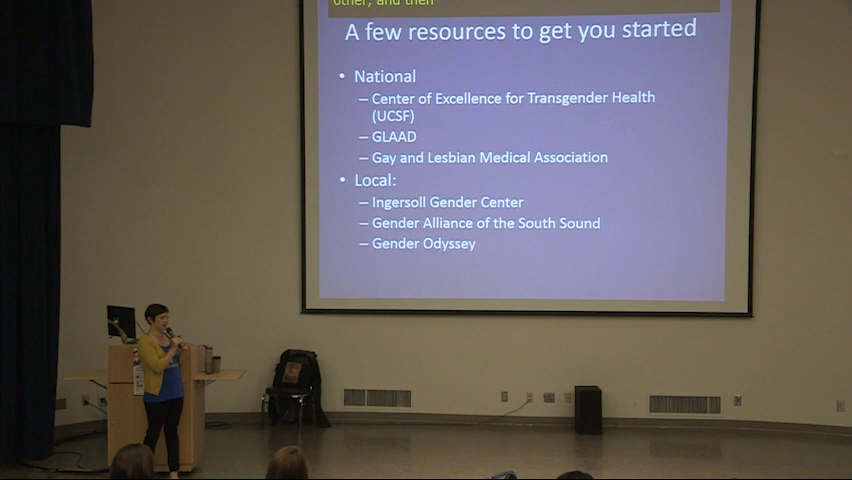 other, and then
A few resources to get you started
• National
– Center of Excellence for Transgender Health
(UCSF)
– GLAAD
– Gay and Lesbian Medical Association
• Local:
– Ingersoll Gender Center
– Gender Alliance of the South Sound
– Gender Odyssey